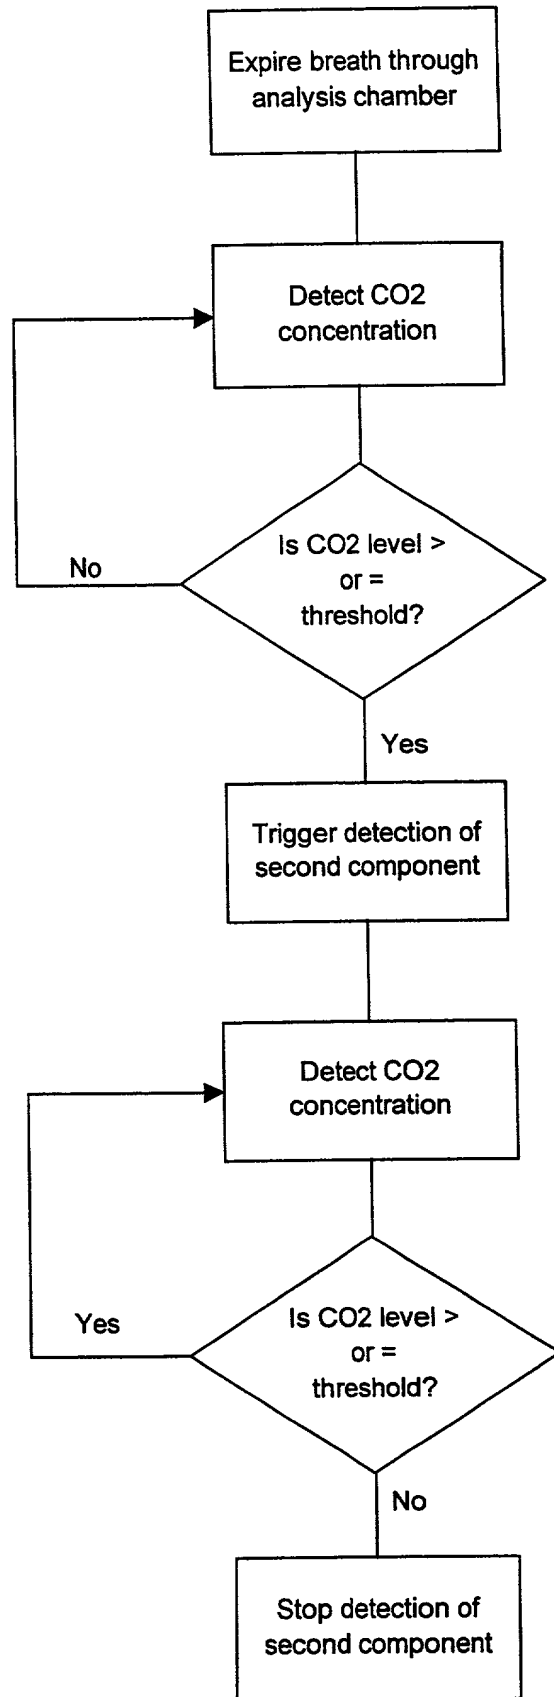 Expire breath through
analysis chamber
Detect CO2
concentration
Is CO2 level >
or =
threshold?
No
Yes
Trigger detection of
second component
Detect CO2
concentration
Is CO2 level >
or =
threshold?
Yes
No
Stop detection of
second component